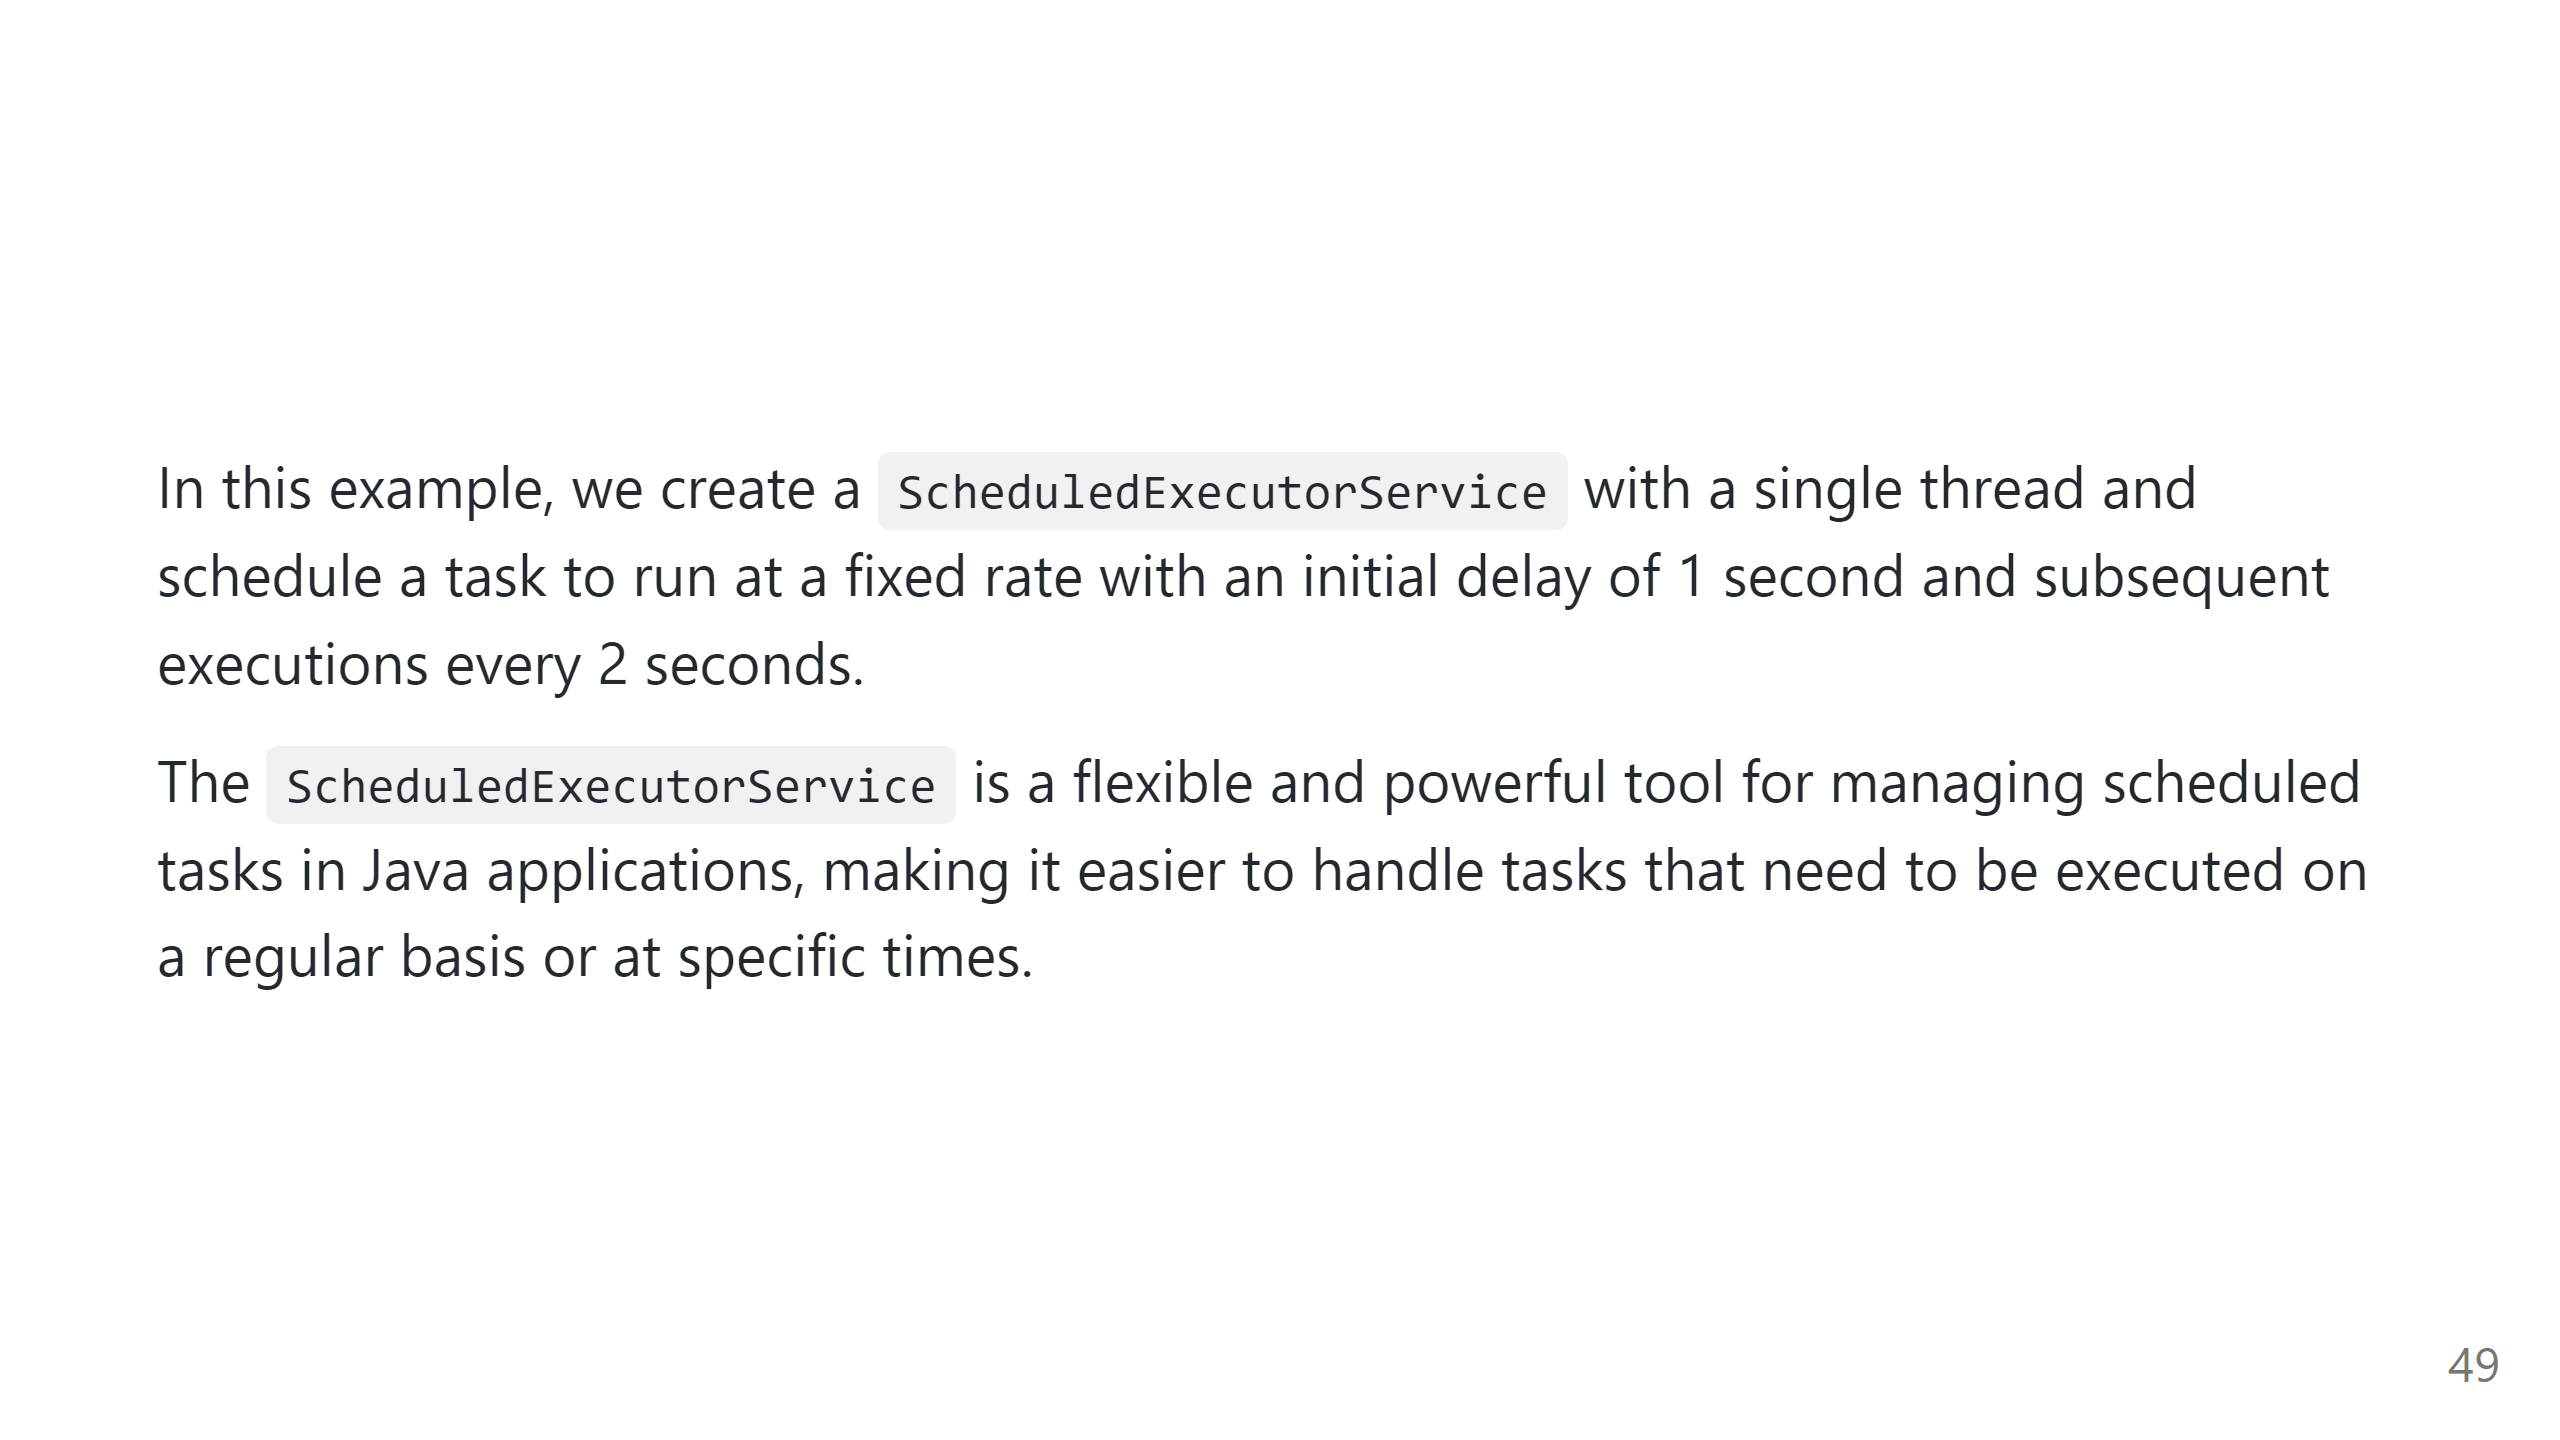 In this example, we create a ScheduledExecutorService with a single thread and
schedule a task to run at a fixed rate with an initial delay of 1 second and subsequent
executions every 2 seconds.
The ScheduledExecutorService is a flexible and powerful tool for managing scheduled
tasks in Java applications, making it easier to handle tasks that need to be executed on
a regular basis or at specific times.
49